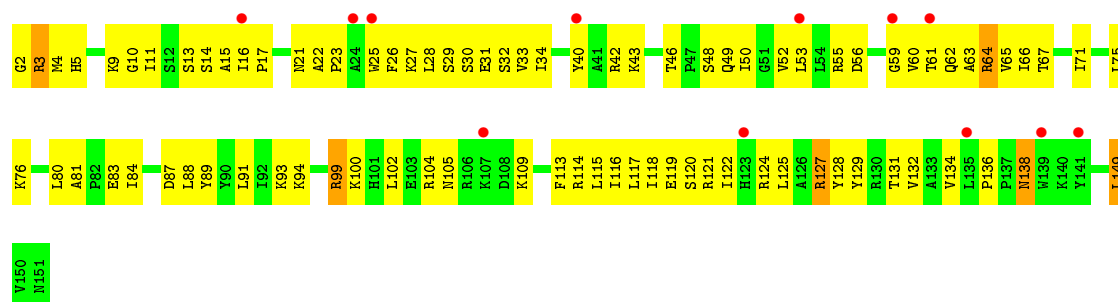 G2 R3 M4 H5 K9 G10 I11 S12 S13 S14 A15 I16 P17 N21 A22 P23 A24 W25 F26 K27 L28 S29 S30 E31 S32 V33 I34 Y40 A41 R42 K43 T46 P47 S48 Q49 I50 G51 V52 L53 L54 R55 D56 G59 V60 T61 Q62 A63 R64 V65 I66 T67 I71
K76 L80 A81 P82 E83 I84 D87 L88 Y89 Y90 L91 I92 K93 K94 R99 K100 H101 L102 E103 R104 N105 R106 K107 D108 K109 F113 R114 L115 I116 L117 I118 E119 S120 R121 I122 H123 R124 L125 A126 R127 Y128 Y129 R130 T131 V132 A133 V134 L135 P136 P137 N138 W139 K140 Y141
V150 N151